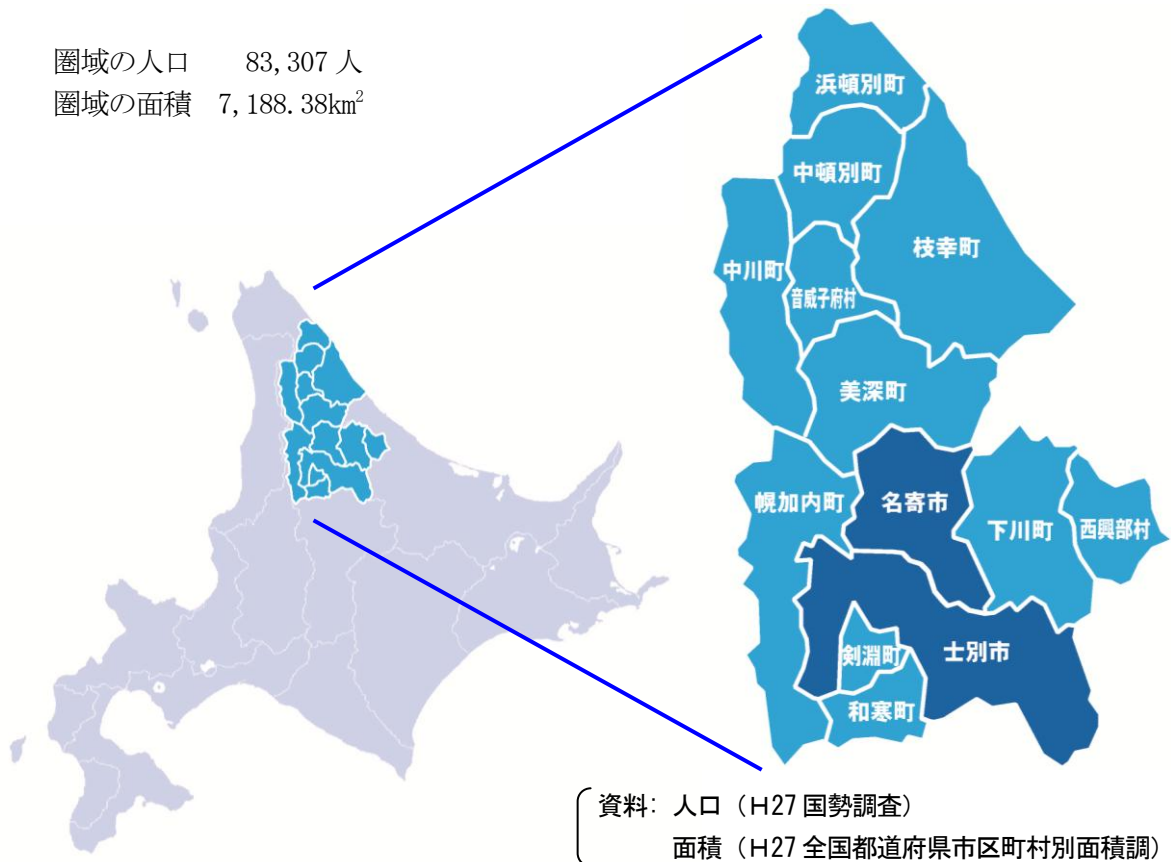 圏域の人口 83,307人
圏域の面積 7,188.38km²
浜頓別町
中頓別町
枝幸町
中川町
音威子府村
美深町
幌加内町
名寄市
下川町
西興部村
剣淵町
士別市
和寒町
資料: 人口（H27国勢調査）
面積（H27全国都道府県市区町村別面積調）